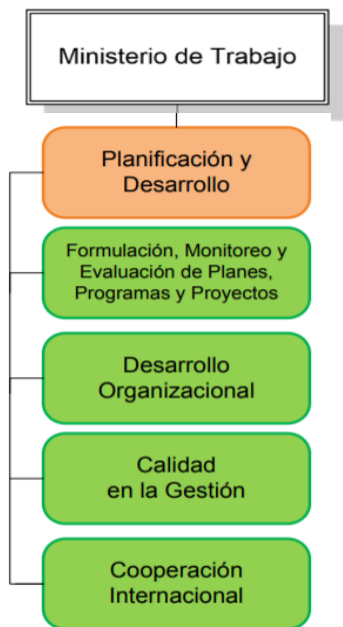 Ministerio de Trabajo
Planificación y
Desarrollo
Formulación, Monitoreo y
Evaluación de Planes,
Programas y Proyectos
Desarrollo
Organizacional
Calidad
en la Gestión
Cooperación
Internacional